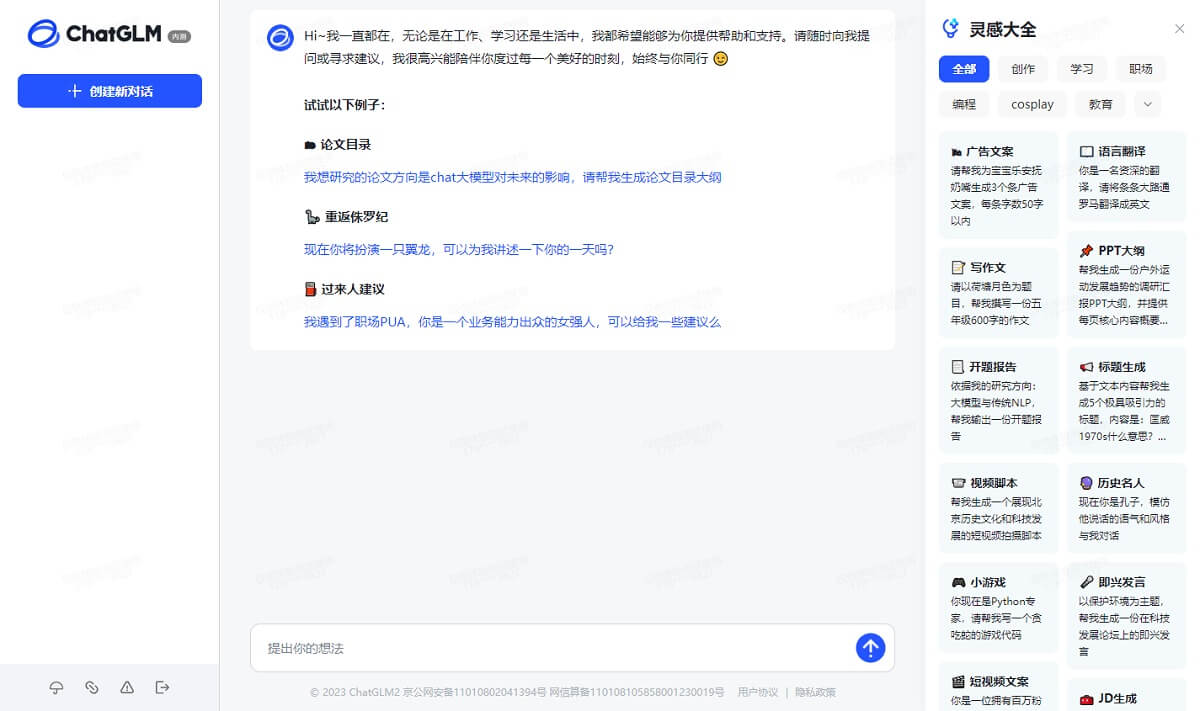 ChatGLM 内测
创建新对话
Hi~我一直都在，无论是在工作、学习还是生活中，我都希望能够为你提供帮助和支持。请随时向我提
问或寻求建议，我很高兴能陪伴你度过每一个美好的时刻，始终与你同行
试试以下例子：
论文目录
我想研究的论文方向是chat大模型对未来的影响，请帮我生成论文目录大纲
重返侏罗纪
现在你将扮演一只翼龙，可以为我讲述一下你的一天吗？
过来人建议
我遇到了职场PUA，你是一个业务能力出众的女强人，可以给我一些建议么
提出你的想法
© 2023 ChatGLM2 京公网安备11010802041394号 网信算备110108105858001230019号 用户协议 | 隐私政策
灵感大全
全部 创作 学习 职场
编程 cosplay 教育
广告文案
请帮我为宝宝乐安抚
奶嘴生成3个条广告
文案，每条字数50字
以内
语言翻译
你是一名资深的翻
译，请将条条大路通
罗马翻译成英文
写作文
请以荷塘月色为题
目，帮我撰写一份五
年级600字的作文
PPT大纲
帮我生成一份户外运
动发展趋势的调研汇
报PPT大纲，并提供
每页核心内容概要...
开题报告
依据我的研究方向：
大模型与传统NLP，
帮我输出一份开题报
告
标题生成
基于文本内容帮我生
成5个极具吸引力的
标题，内容是：匡威
1970s什么意思？...
视频脚本
帮我生成一个展现北
京历史文化和科技发
展的短视频拍摄脚本
历史名人
现在你是孔子，模仿
他说话的语气和风格
与我对话
小游戏
你现在是Python专
家，请帮我写一个贪
吃蛇的游戏代码
即兴发言
以保护环境为主题，
帮我生成一份在科技
发展论坛上的即兴发
言
短视频文案
你是一位拥有百万粉
JD生成